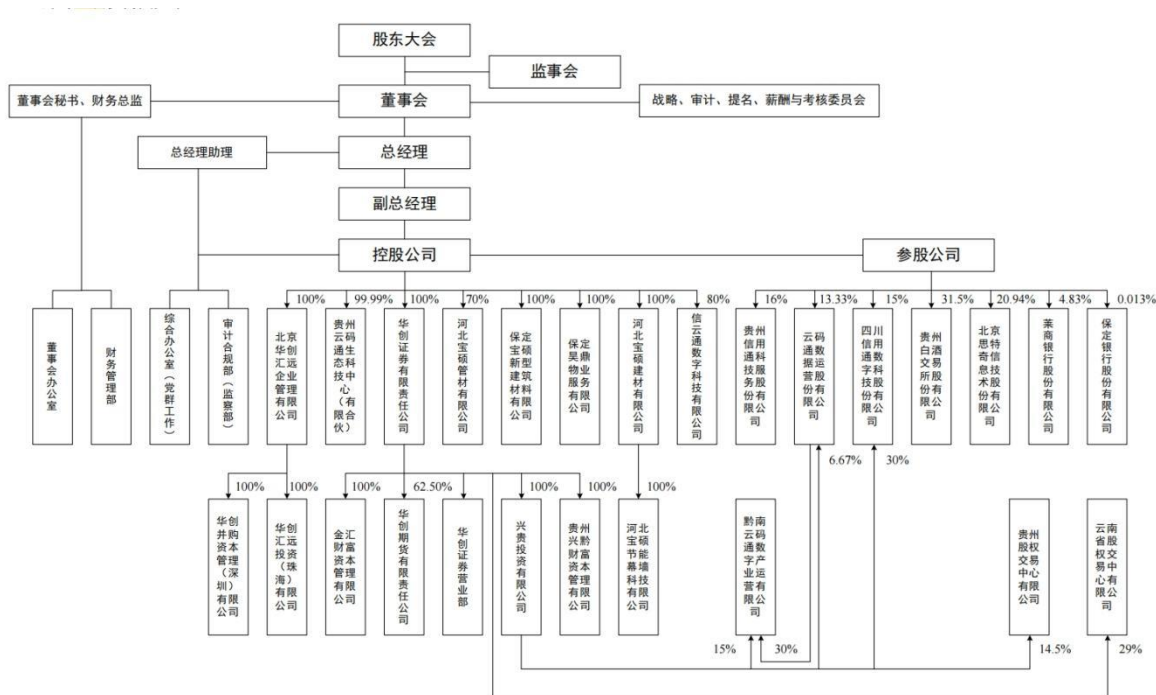 股东大会
监事会
董事会秘书、财务总监
董事会
战略、审计、提名、薪酬与考核委员会
总经理助理
总经理
副总经理
控股公司
参股公司
100%
99.99%
100%
70%
100%
100%
100%
80%
16%
13.33%
15%
31.5%
20.94%
4.83%
0.013%
董事会办公室
财务管理部
综合办公室（党群工作）
审计合规部（监察部）
北京华创汇远企业管理有限公司
贵州云码通生态科技中心（有限合伙）
华创证券有限责任公司
河北宝硕管材有限公司
保定宝硕新型建筑材料有限公司
保定昊鼎物业服务有限公司
河北宝硕建材有限公司
信云通数字科技有限公司
贵州信用通科技服务股份有限公司
云码通数据运营股份有限公司
四川信用通数字科技股份有限公司
贵州白酒交易所股份有限公司
北京思特奇信息技术股份有限公司
莱商银行股份有限公司
保定银行股份有限公司
6.67%
30%
100%
100%
100%
62.50%
100%
100%
100%
华创并购资本管理（深圳）有限公司
华创汇远投资（珠海）有限公司
金汇财富资本管理有限公司
华创期货有限责任公司
华创证券营业部
兴贵投资有限公司
贵州兴黔财富资本管理有限公司
河北宝硕节能幕墙科技有限公司
黔南云码通数字产业运营有限公司
贵州股权交易中心有限公司
云南省股权交易中心有限公司
15%
30%
14.5%
29%